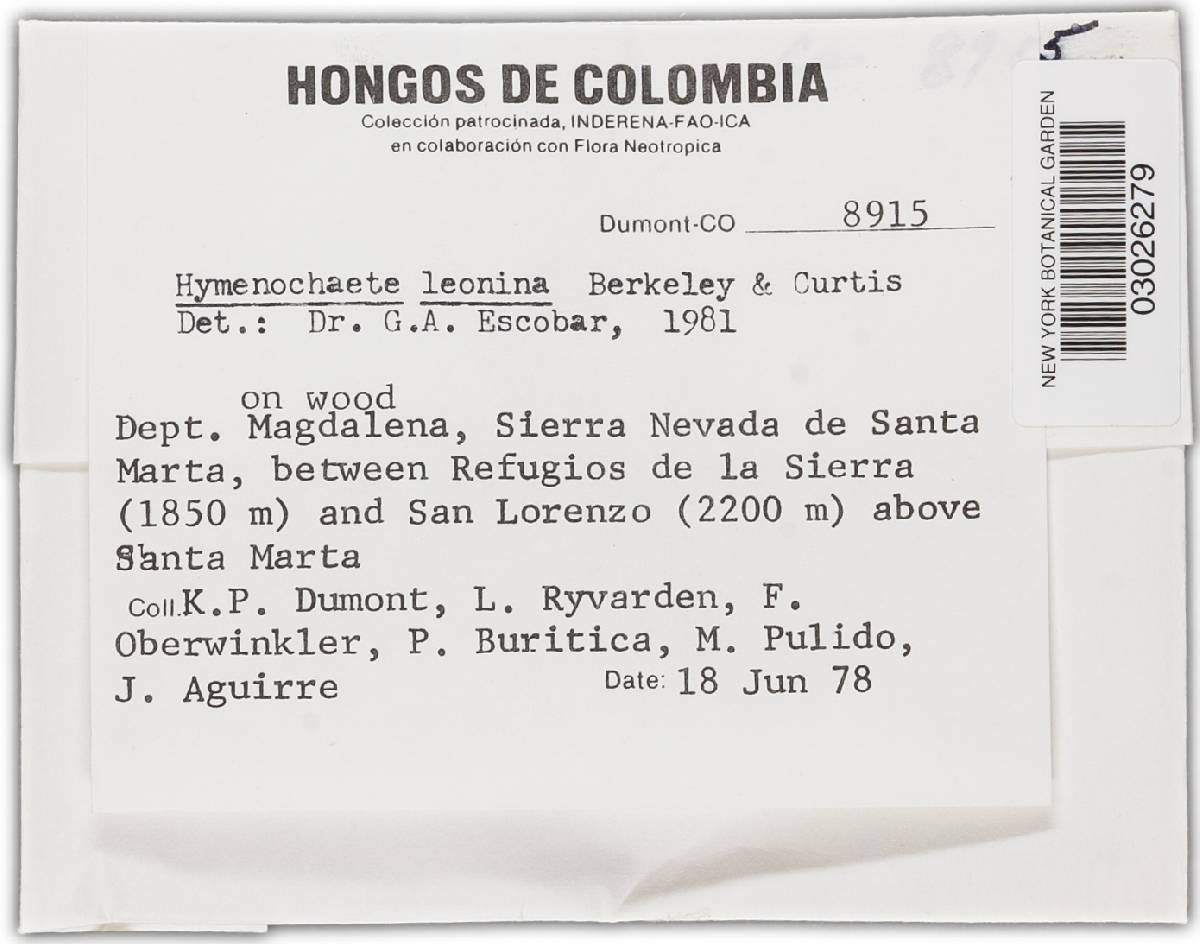 HONGOS DE COLOMBIA
Colección patrocinada, INDERENA-FAO-ICA
en colaboración con Flora Neotropica
Dumont-CO 8915
Hymenochaete leonina Berkeley & Curtis
Det.: Dr. G.A. Escobar, 1981
on wood
Dept. Magdalena, Sierra Nevada de Santa
Marta, between Refugios de la Sierra
(1850 m) and San Lorenzo (2200 m) above
Santa Marta
Coll. K.P. Dumont, L. Ryvarden, F.
Oberwinkler, P. Buritica, M. Pulido,
J. Aguirre Date: 18 Jun 78
NEW YORK BOTANICAL GARDEN
03026279